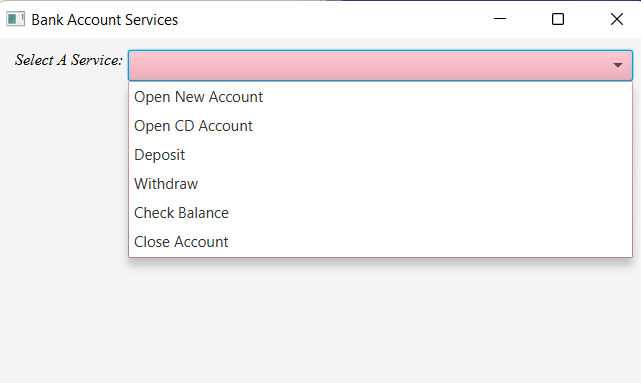 Bank Account Services
Select A Service:
Open New Account
Open CD Account
Deposit
Withdraw
Check Balance
Close Account